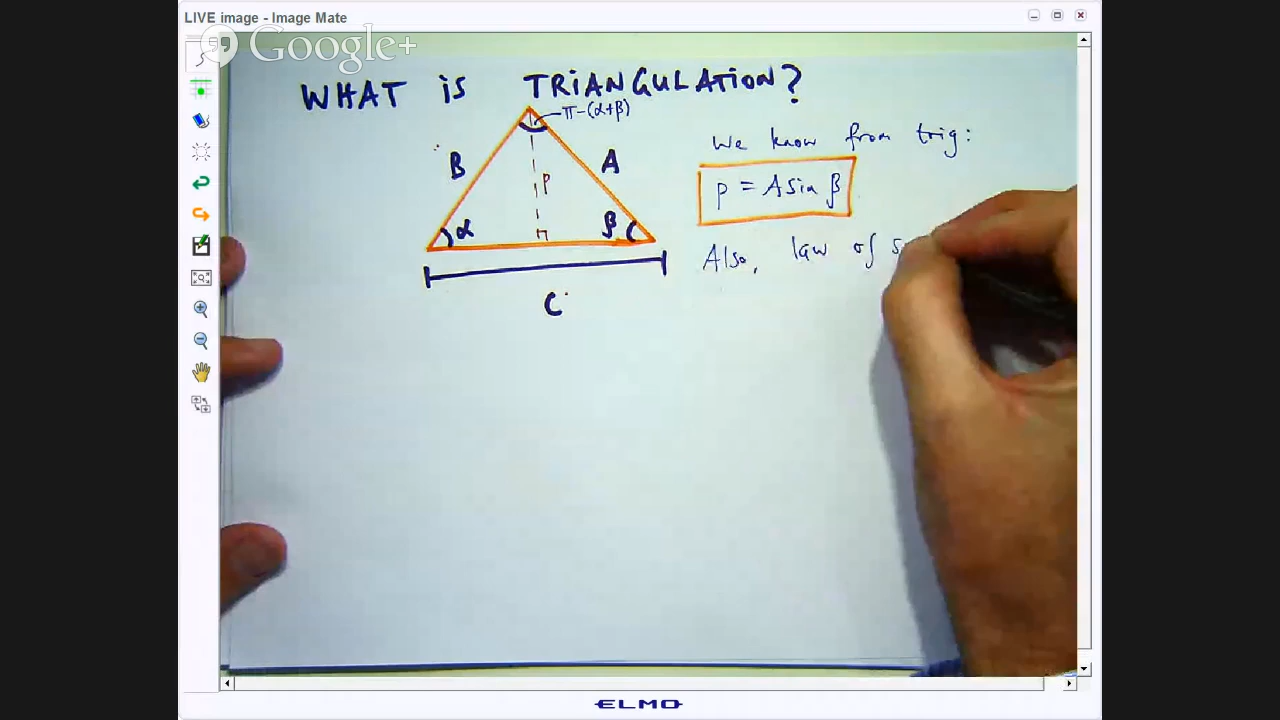 LIVE image - Image Mate
Google+
WHAT iS TRiANGULATiON?
π-(α+β)
B
A
We know from trig:
p
p = A sin β
α
β
Also, law of s
C
ELMO